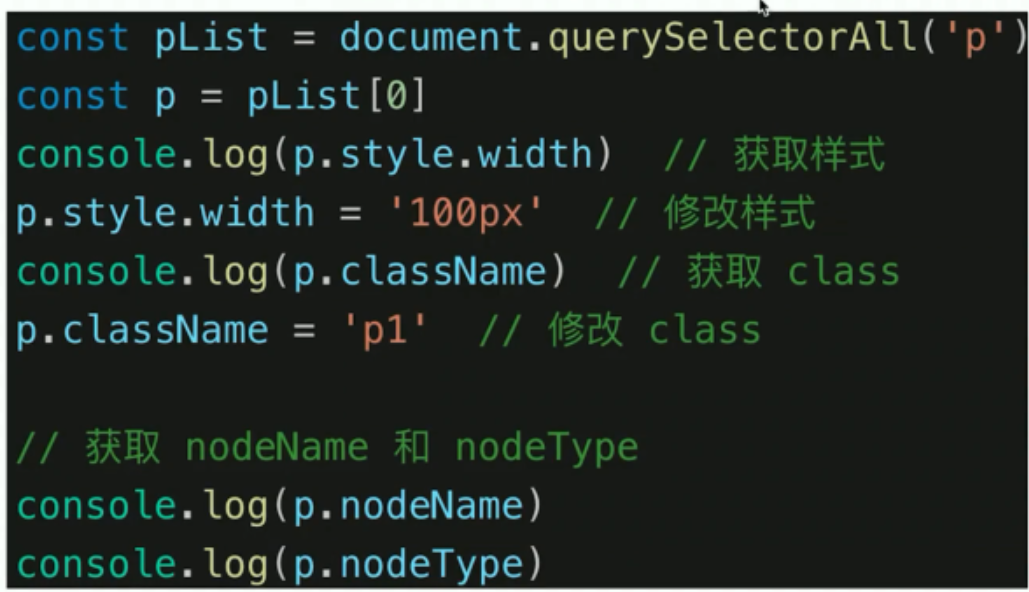 const pList = document.querySelectorAll('p')
const p = pList[0]
console.log(p.style.width)  // 获取样式
p.style.width = '100px'  // 修改样式
console.log(p.className)  // 获取 class
p.className = 'p1'  // 修改 class
// 获取 nodeName 和 nodeType
console.log(p.nodeName)
console.log(p.nodeType)